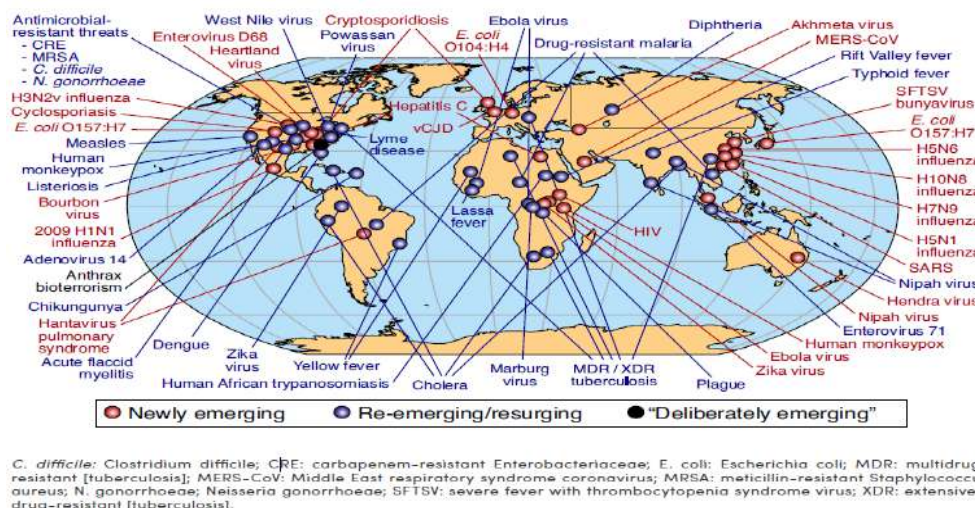 Antimicrobial-
resistant threats
- CRE
- MRSA
- C. difficile
- N. gonorrhoeae
H3N2v influenza
Cyclosporiasis
E. coli O157:H7
Measles
Human
monkeypox
Listeriosis
Bourbon
virus
2009 H1N1
influenza
Adenovirus 14
Anthrax
bioterrorism
Chikungunya
Hantavirus
pulmonary
syndrome
Acute flaccid
myelitis
Enterovirus D68
Heartland
virus
West Nile virus
Powassan
virus
Cryptosporidiosis
E. coli
O104:H4
Ebola virus
Drug-resistant malaria
Diphtheria
Akhmeta virus
MERS-CoV
Rift Valley fever
Typhoid fever
SFTSV
bunyavirus
E. coli
O157:H7
H5N6
influenza
H10N8
influenza
H7N9
influenza
H5N1
influenza
SARS
Nipah virus
Hendra virus
Nipah virus
Enterovirus 71
Human monkeypox
Ebola virus
Zika virus
Hepatitis C
vCJD
Lyme
disease
Lassa
fever
HIV
Dengue
Zika
virus
Yellow fever
Human African trypanosomiasis
Cholera
Marburg
virus
MDR / XDR
tuberculosis
Plague
Newly emerging
Re-emerging/resurging
“Deliberately emerging”
C. difficile: Clostridium difficile; CRE: carbapenem-resistant Enterobacteriaceae; E. coli: Escherichia coli; MDR: multidrug
resistant [tuberculosis]; MERS-CoV: Middle East respiratory syndrome coronavirus; MRSA: meticillin-resistant Staphylococc
aureus; N. gonorrhoeae: Neisseria gonorrhoeae; SFTSV: severe fever with thrombocytopenia syndrome virus; XDR: extensive
drug-resistant [tuberculosis].